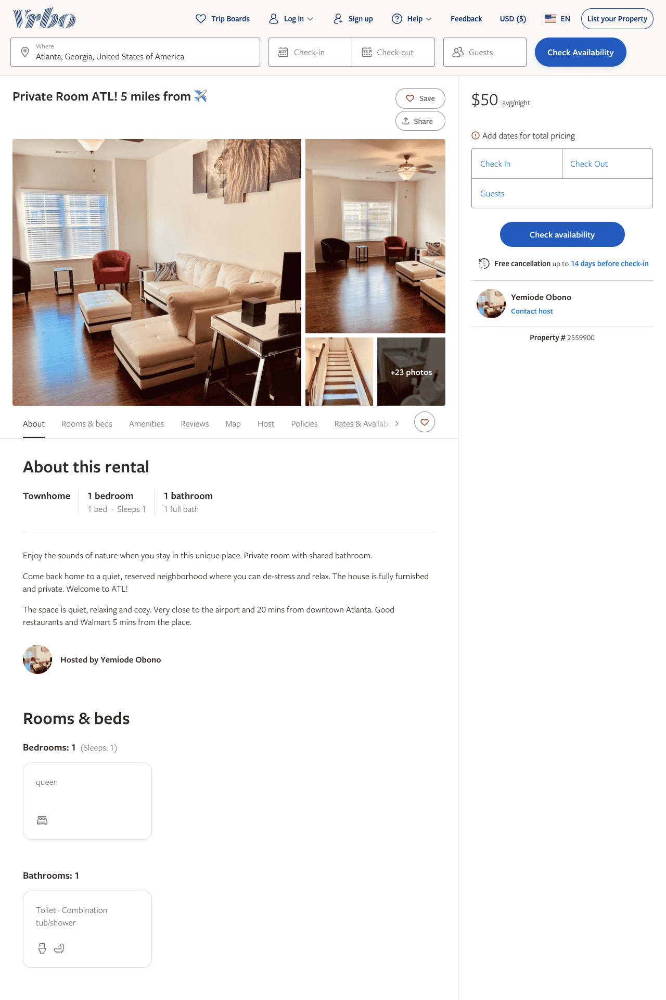 Vrbo
Trip Boards
Log in
Sign up
Help
Feedback
USD ($)
EN
List your Property
Where
Atlanta, Georgia, United States of America
Check-in
Check-out
Guests
Check Availability
Private Room ATL! 5 miles from ✈️
Save
Share
+23 photos
$50 avg/night
Add dates for total pricing
Check In
Check Out
Guests
Check availability
Free cancellation up to 14 days before check-in
Yemiode Obono
Contact host
Property # 2559900
About
Rooms & beds
Amenities
Reviews
Map
Host
Policies
Rates & Availabili
About this rental
Townhome
1 bedroom
1 bed · Sleeps 1
1 bathroom
1 full bath
Enjoy the sounds of nature when you stay in this unique place. Private room with shared bathroom.
Come back home to a quiet, reserved neighborhood where you can de-stress and relax. The house is fully furnished
and private. Welcome to ATL!
The space is quiet, relaxing and cozy. Very close to the airport and 20 mins from downtown Atlanta. Good
restaurants and Walmart 5 mins from the place.
Hosted by Yemiode Obono
Rooms & beds
Bedrooms: 1 (Sleeps: 1)
queen
Bathrooms: 1
Toilet · Combination
tub/shower